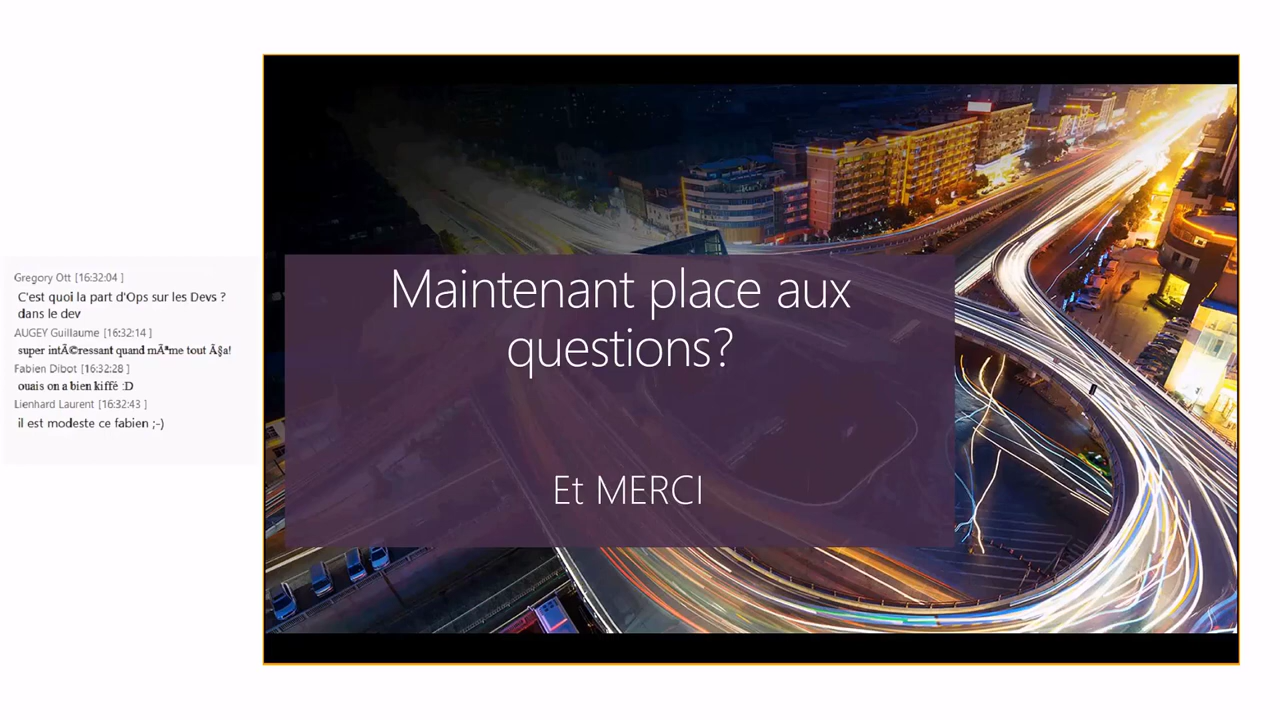 Gregory Ott [16:32:04 ]
C'est quoi la part d'Ops sur les Devs ?
dans le dev
AUGEY Guillaume [16:32:14 ]
super intÃ©ressant quand mÃªme tout Ã§a!
Fabien Dibot [16:32:28 ]
ouais on a bien kiffé :D
Lienhard Laurent [16:32:43 ]
il est modeste ce fabien ;-)
Maintenant place aux
questions?
Et MERCI